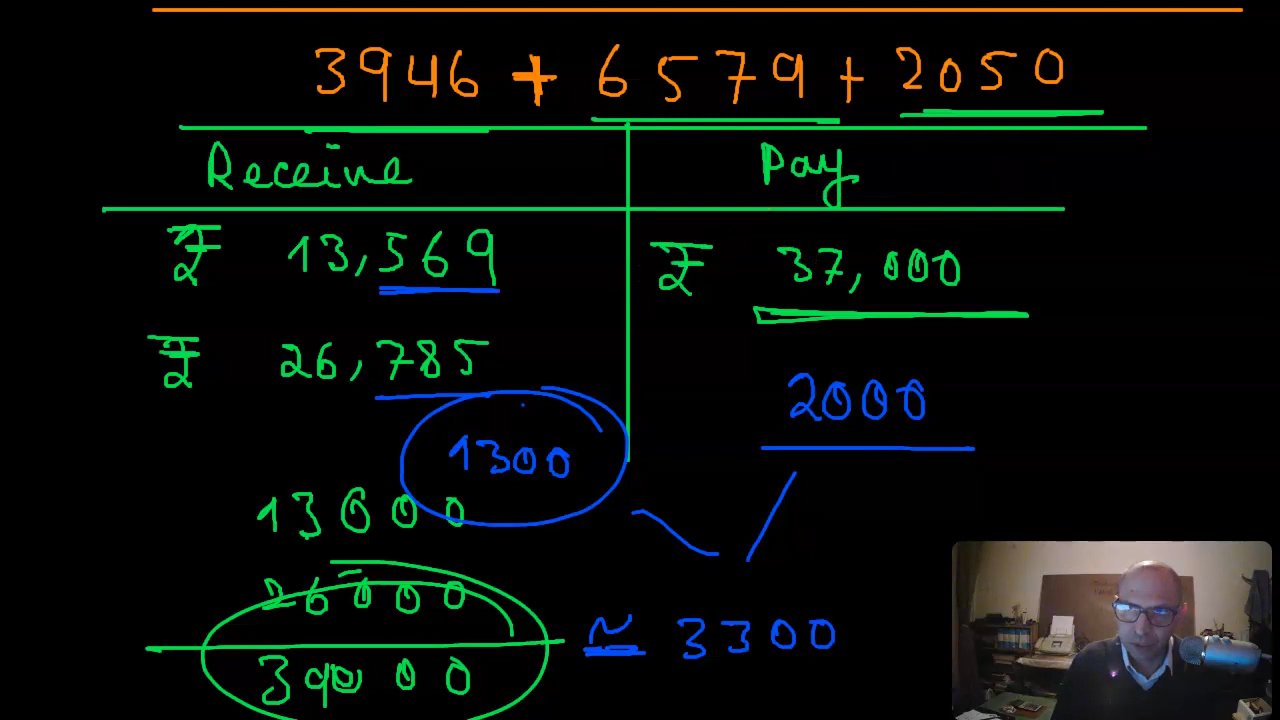 3946 + 6579 + 2050
Receive Pay
₹ 13,569 ₹ 37,000
₹ 26,785
2000
1300
13000
26000
39000 ≃ 3300